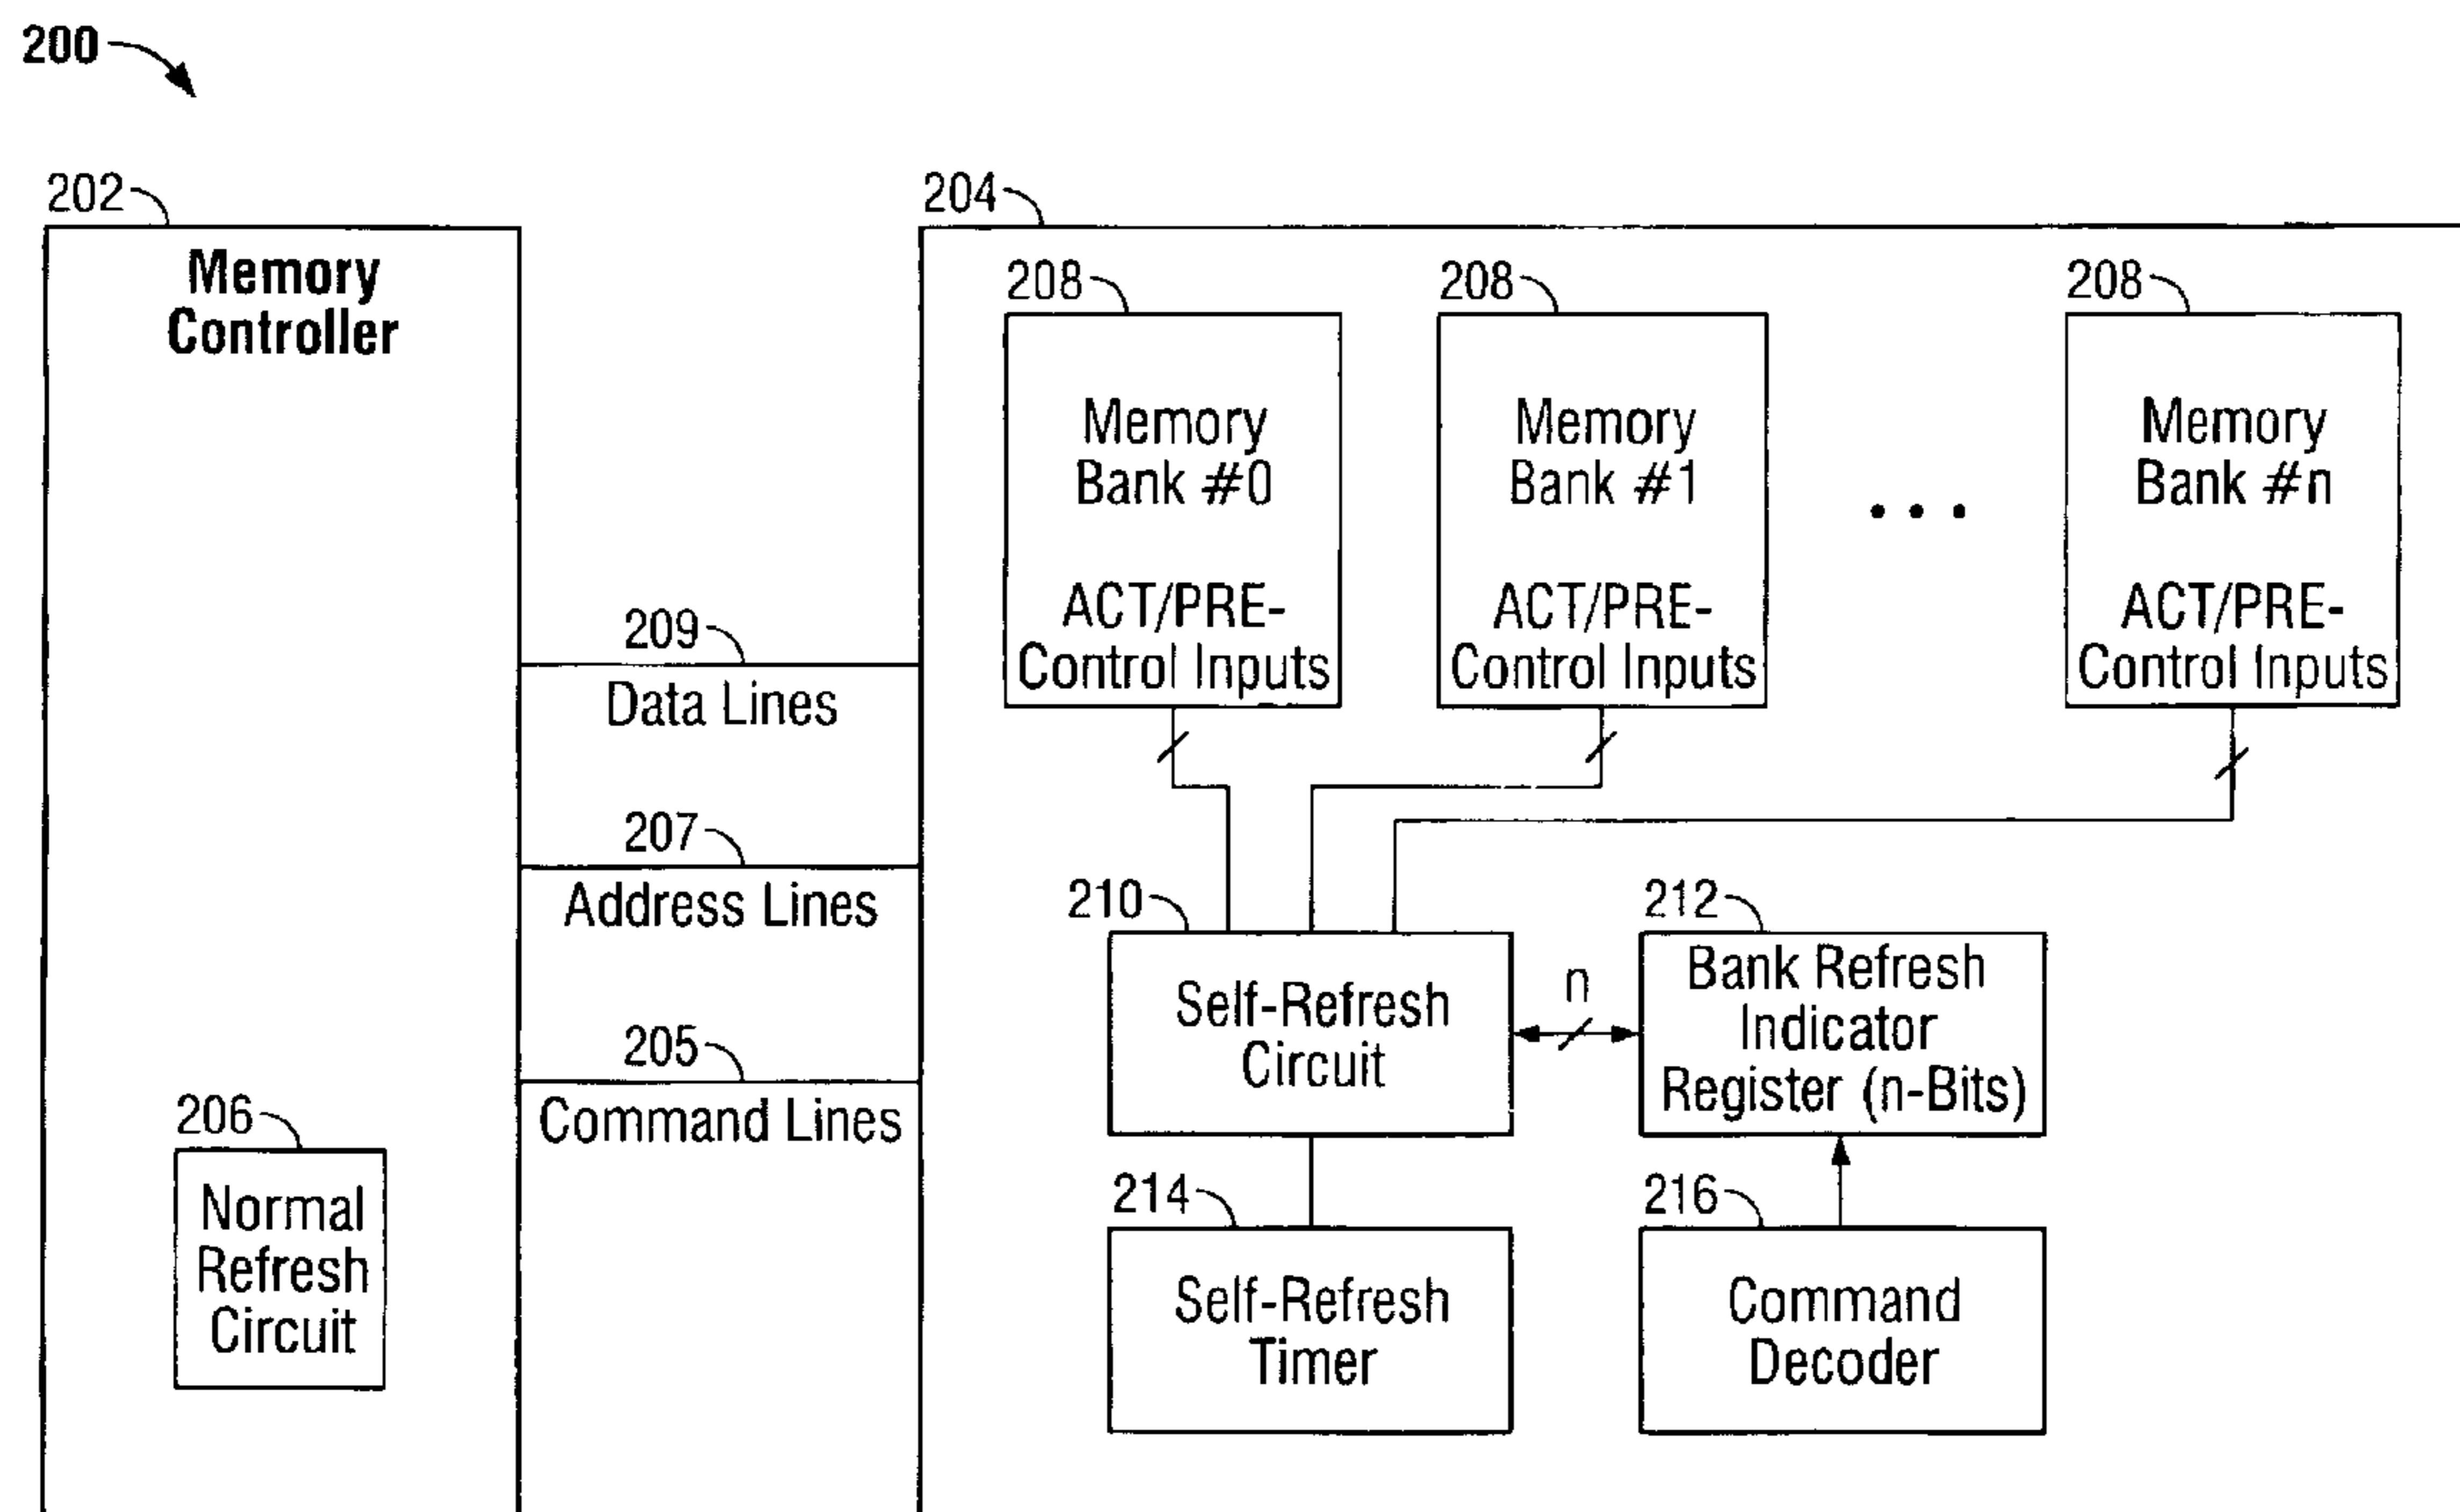 200
202
Memory
Controller
204
208
Memory
Bank #0
ACT/PRE-
Control Inputs
208
Memory
Bank #1
ACT/PRE-
Control Inputs
• • •
208
Memory
Bank #n
ACT/PRE-
Control Inputs
209
Data Lines
207
Address Lines
205
Command Lines
206
Normal
Refresh
Circuit
210
Self-Refresh
Circuit
n
212
Bank Refresh
Indicator
Register (n-Bits)
214
Self-Refresh
Timer
216
Command
Decoder